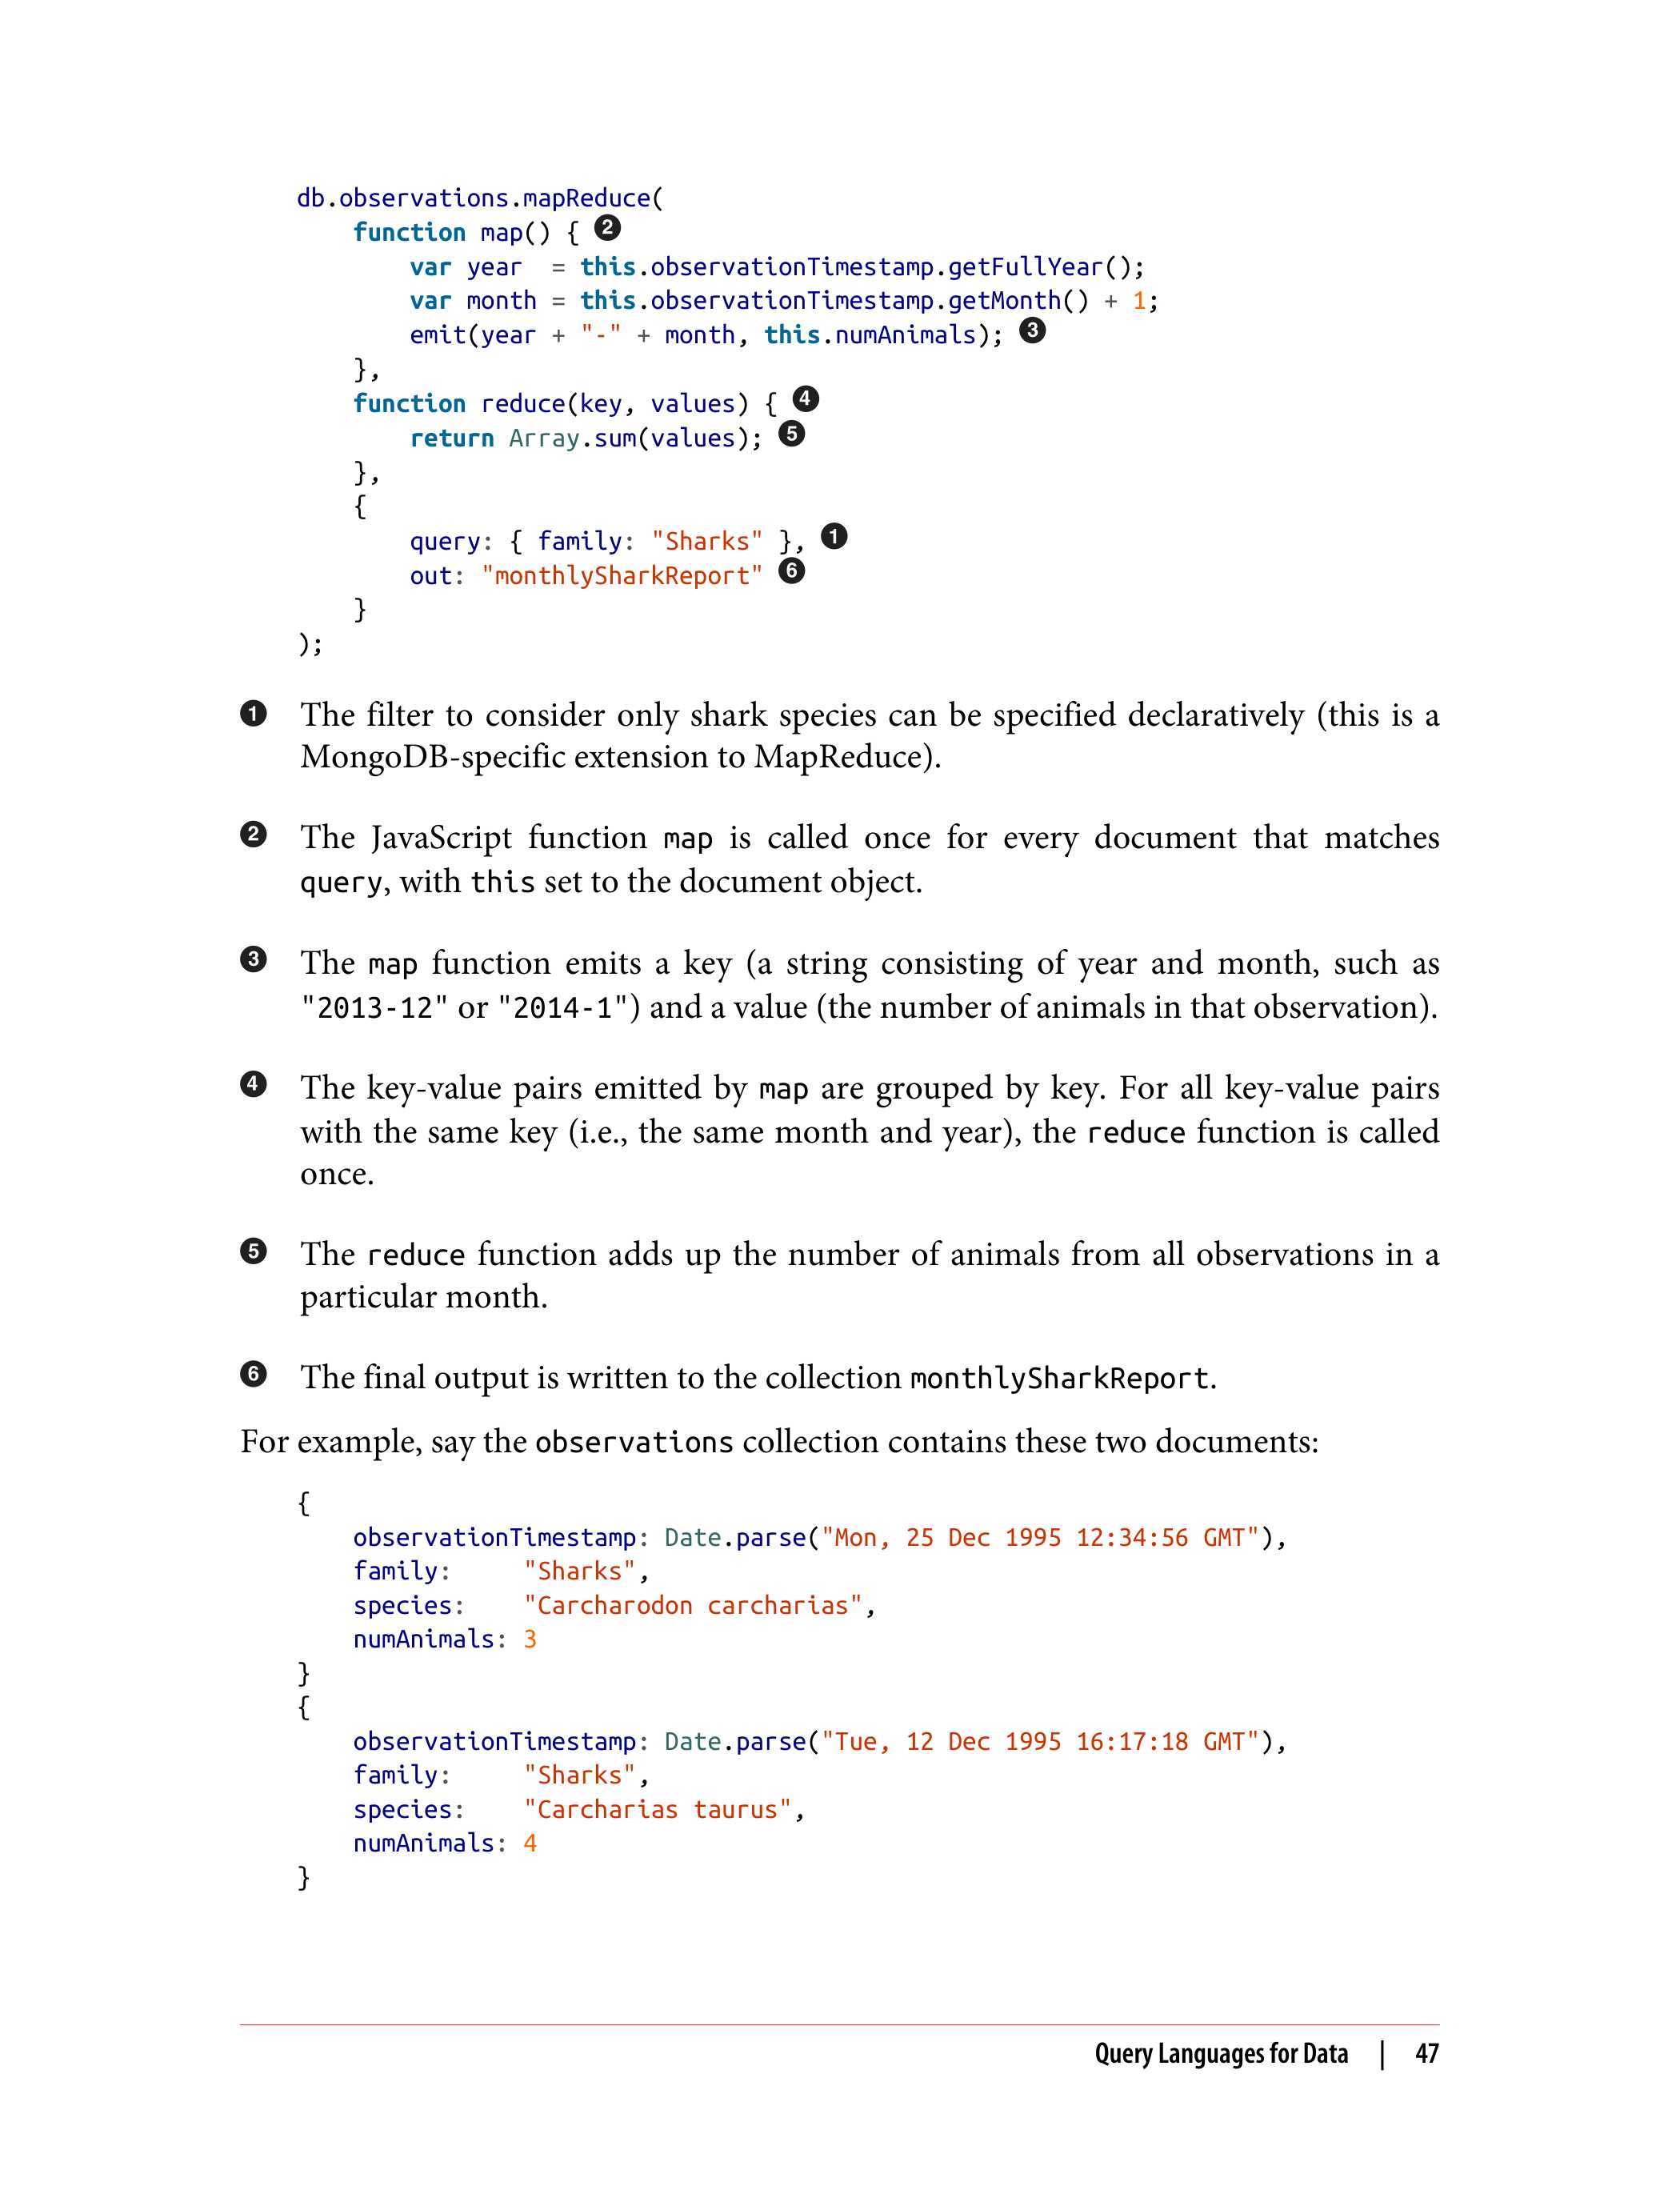 db.observations.mapReduce(
    function map() { ❷
        var year  = this.observationTimestamp.getFullYear();
        var month = this.observationTimestamp.getMonth() + 1;
        emit(year + "-" + month, this.numAnimals); ❸
    },
    function reduce(key, values) { ❹
        return Array.sum(values); ❺
    },
    {
        query: { family: "Sharks" }, ❶
        out: "monthlySharkReport" ❻
    }
);
❶ The filter to consider only shark species can be specified declaratively (this is a
MongoDB-specific extension to MapReduce).
❷ The JavaScript function map is called once for every document that matches
query, with this set to the document object.
❸ The map function emits a key (a string consisting of year and month, such as
"2013-12" or "2014-1") and a value (the number of animals in that observation).
❹ The key-value pairs emitted by map are grouped by key. For all key-value pairs
with the same key (i.e., the same month and year), the reduce function is called
once.
❺ The reduce function adds up the number of animals from all observations in a
particular month.
❻ The final output is written to the collection monthlySharkReport.
For example, say the observations collection contains these two documents:
{
    observationTimestamp: Date.parse("Mon, 25 Dec 1995 12:34:56 GMT"),
    family:     "Sharks",
    species:    "Carcharodon carcharias",
    numAnimals: 3
}
{
    observationTimestamp: Date.parse("Tue, 12 Dec 1995 16:17:18 GMT"),
    family:     "Sharks",
    species:    "Carcharias taurus",
    numAnimals: 4
}
Query Languages for Data | 47